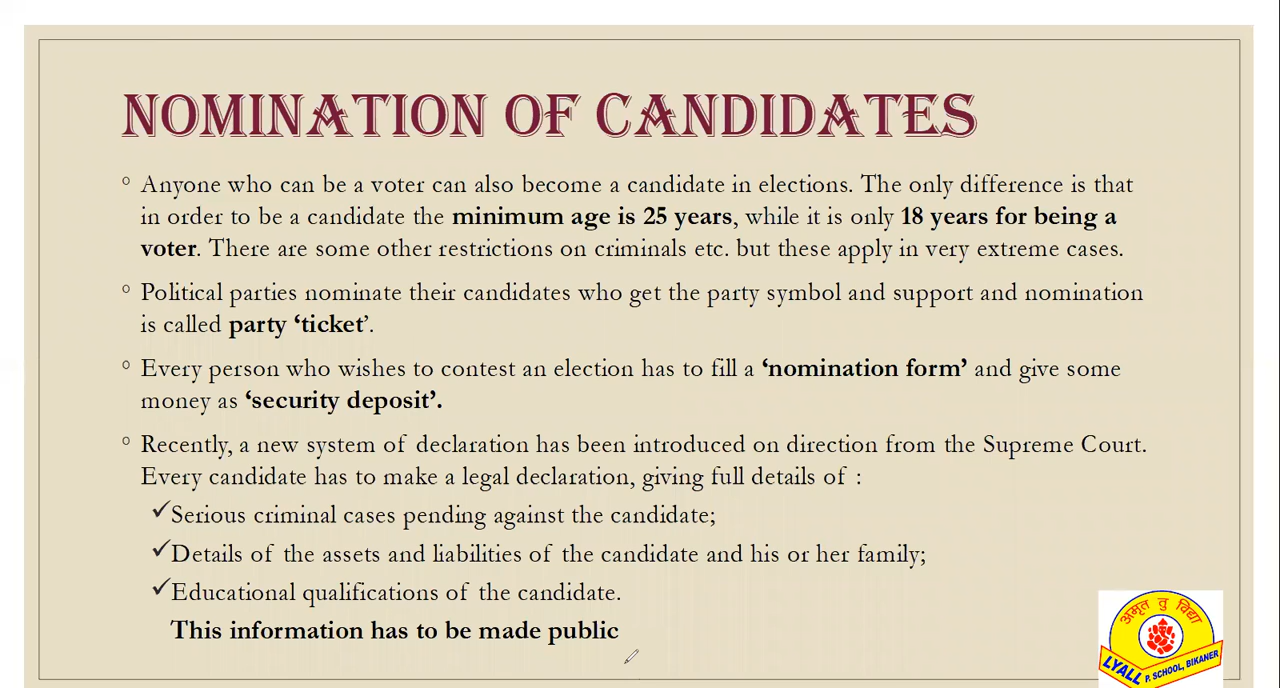 NOMINATION OF CANDIDATES
° Anyone who can be a voter can also become a candidate in elections. The only difference is that
in order to be a candidate the minimum age is 25 years, while it is only 18 years for being a
voter. There are some other restrictions on criminals etc. but these apply in very extreme cases.
° Political parties nominate their candidates who get the party symbol and support and nomination
is called party ‘ticket’.
° Every person who wishes to contest an election has to fill a ‘nomination form’ and give some
money as ‘security deposit’.
° Recently, a new system of declaration has been introduced on direction from the Supreme Court.
Every candidate has to make a legal declaration, giving full details of :
✓Serious criminal cases pending against the candidate;
✓Details of the assets and liabilities of the candidate and his or her family;
✓Educational qualifications of the candidate.
This information has to be made public
अमृतं तु विद्या
LYALL P. SCHOOL, BIKANER